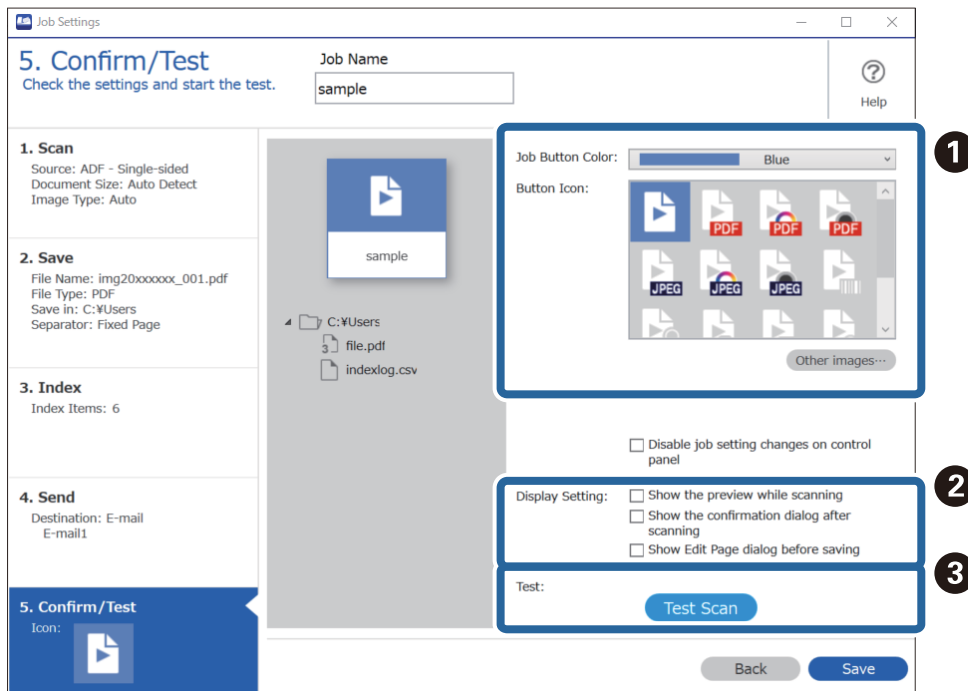 Job Settings
5. Confirm/Test
Check the settings and start the test.
Job Name
sample
Help
1. Scan
Source: ADF - Single-sided
Document Size: Auto Detect
Image Type: Auto
2. Save
File Name: img20xxxxxx_001.pdf
File Type: PDF
Save in: C:¥Users
Separator: Fixed Page
3. Index
Index Items: 6
4. Send
Destination: E-mail
E-mail1
5. Confirm/Test
Icon:
sample
C:¥Users
3 file.pdf
indexlog.csv
1
Job Button Color: Blue
Button Icon:
PDF PDF PDF
JPEG JPEG JPEG
Other images...
Disable job setting changes on control
panel
2
Display Setting: Show the preview while scanning
Show the confirmation dialog after
scanning
Show Edit Page dialog before saving
3
Test:
Test Scan
Back Save